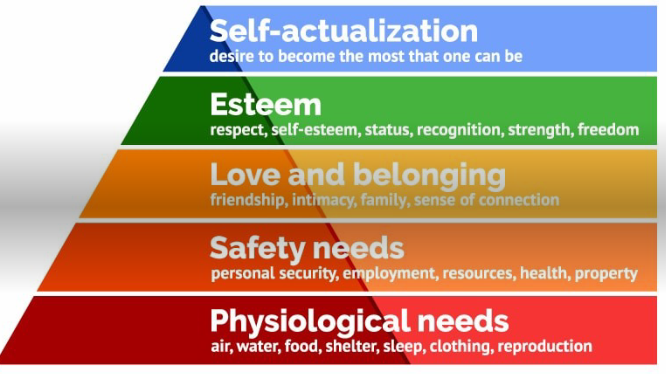 Self-actualization
desire to become the most that one can be
Esteem
respect, self-esteem, status, recognition, strength, freedom
Love and belonging
friendship, intimacy, family, sense of connection
Safety needs
personal security, employment, resources, health, property
Physiological needs
air, water, food, shelter, sleep, clothing, reproduction